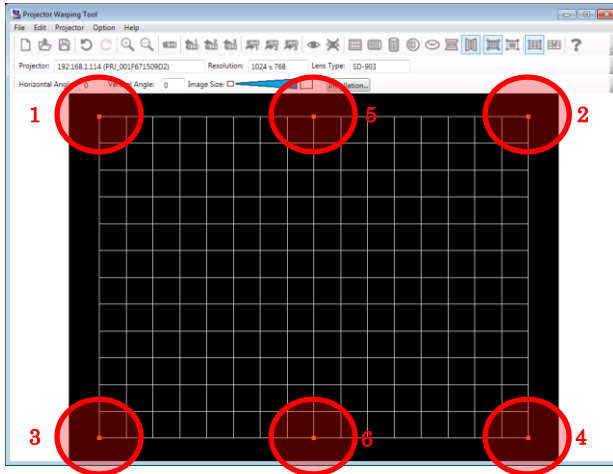 Projector Warping Tool
File Edit Projector Option Help
Projector: 192.168.1.114 (PRJ_001F671509D2) Resolution: 1024 x 768 Lens Type: SD-903
Horizontal Angle: 0 Vertical Angle: 0 Image Size: Installation...
1 5 2
3 6 4